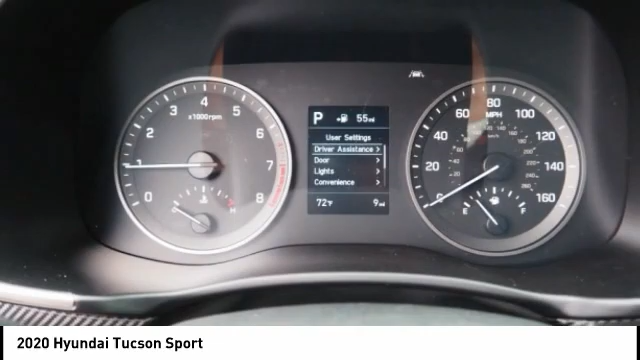 4
3
5
x1000rpm
2
6
1
7
0
H
P
55mi
User Settings
Driver Assistance >
Door >
Lights >
Convenience >
72°F
9mi
80
60
MPH
100
40
120
20
140
0
160
E
F
2020 Hyundai Tucson Sport